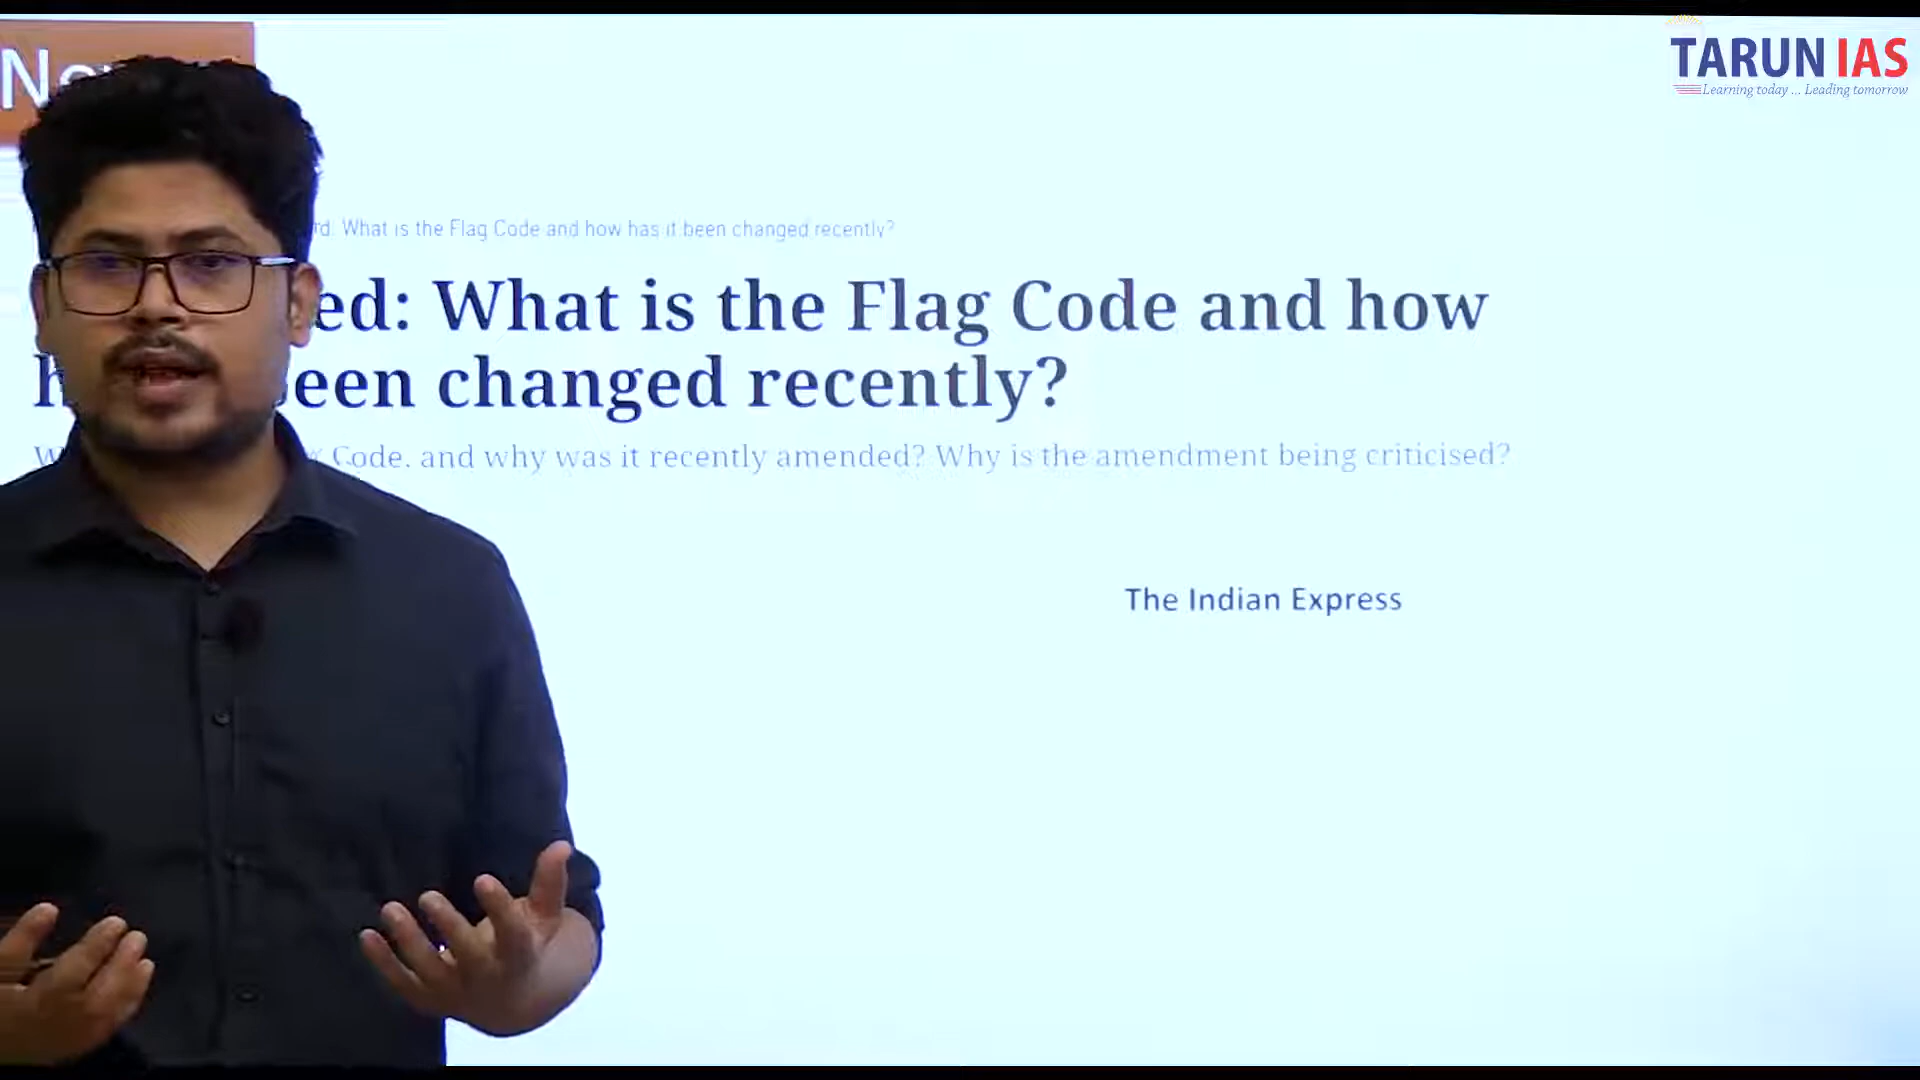 TARUN IAS
Learning today ... Leading tomorrow
What is the Flag Code and how has it been changed recently?
ed: What is the Flag Code and how
een changed recently?
Code, and why was it recently amended? Why is the amendment being criticised?
The Indian Express